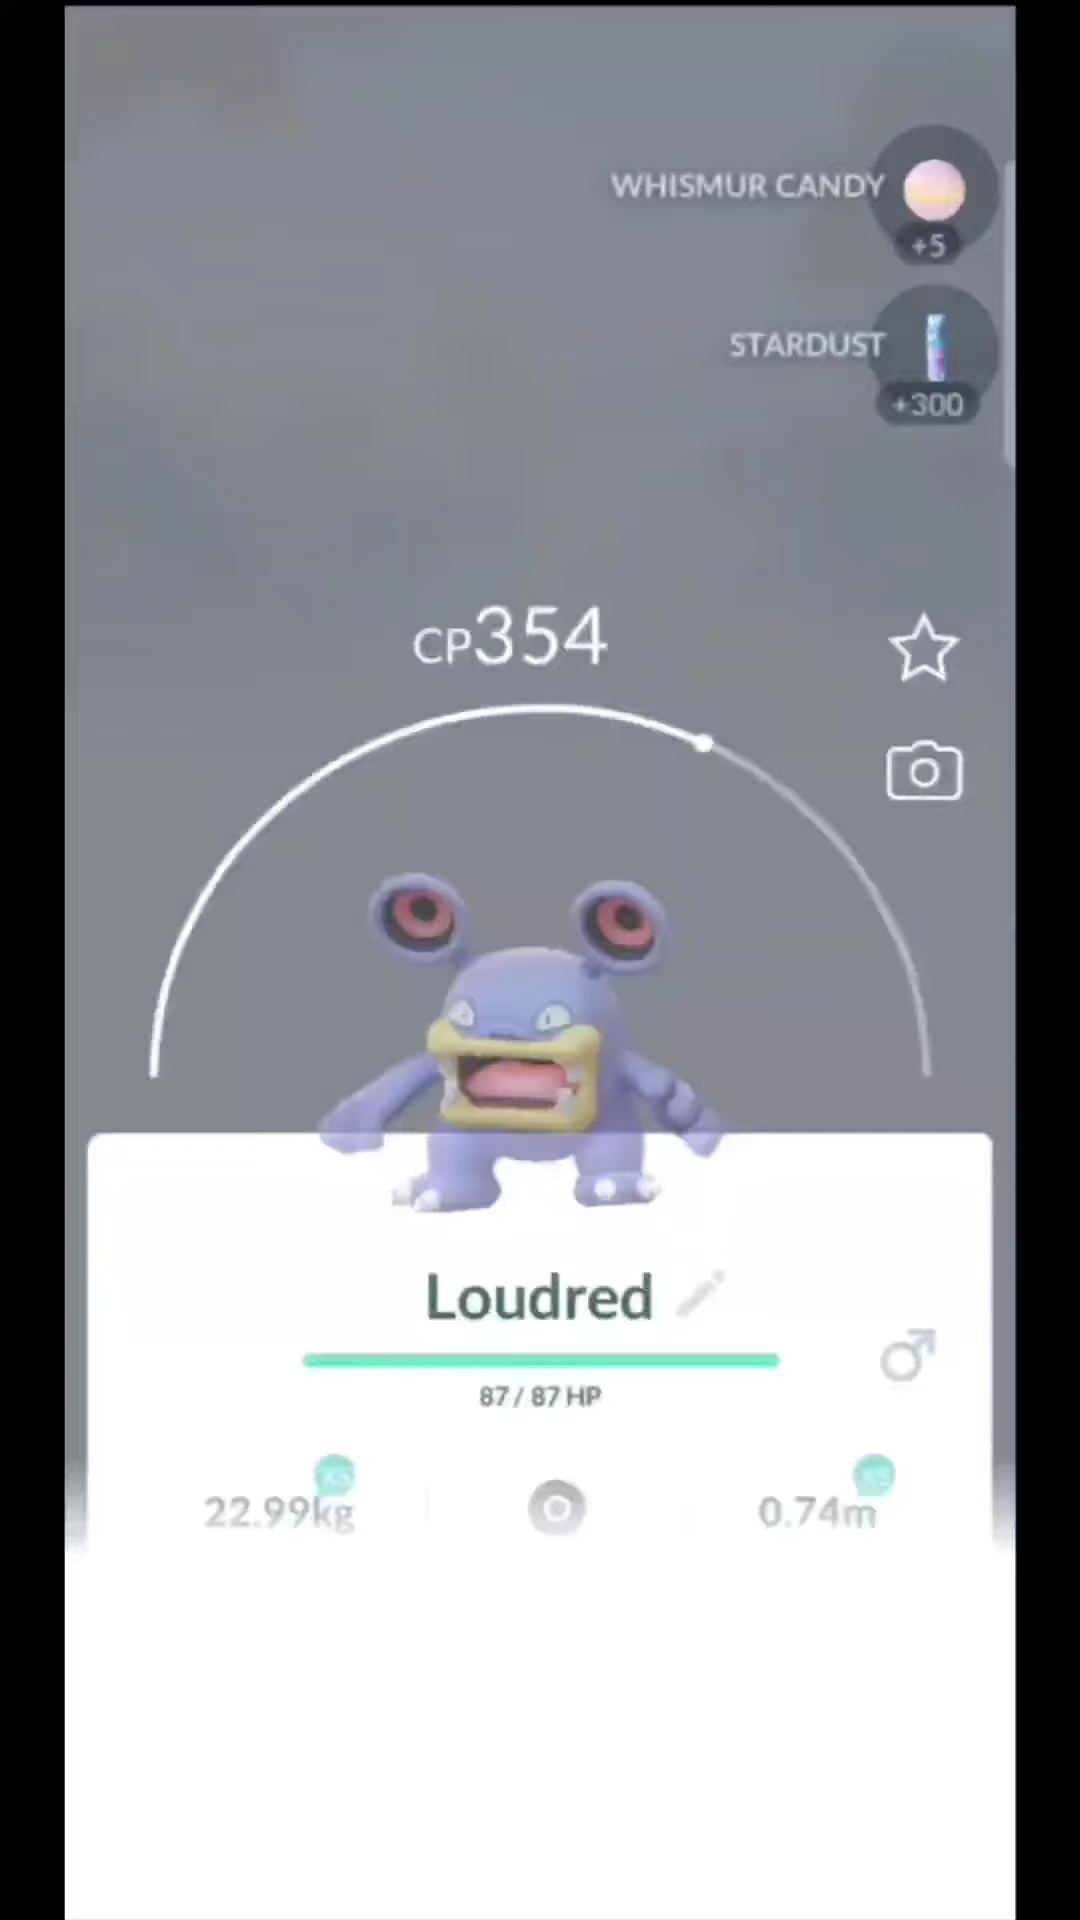 WHISMUR CANDY
+5
STARDUST
+300
CP354
Loudred
87 / 87 HP
XS
XS
22.99kg
0.74m